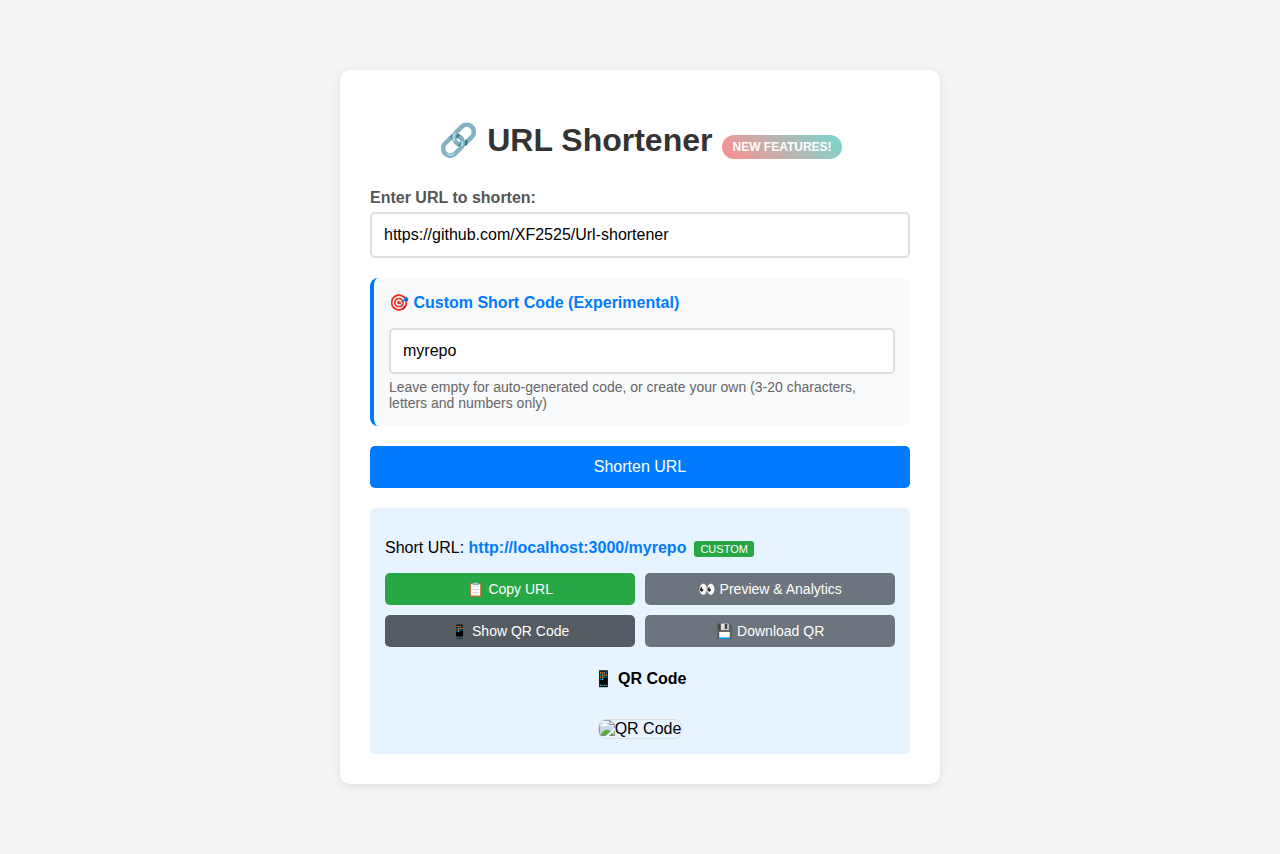 🔗 URL Shortener NEW FEATURES!
Enter URL to shorten:
https://github.com/XF2525/Url-shortener
🎯 Custom Short Code (Experimental)
myrepo
Leave empty for auto-generated code, or create your own (3-20 characters,
letters and numbers only)
Shorten URL
Short URL: http://localhost:3000/myrepo CUSTOM
📋 Copy URL
👀 Preview & Analytics
📱 Show QR Code
💾 Download QR
📱 QR Code
QR Code